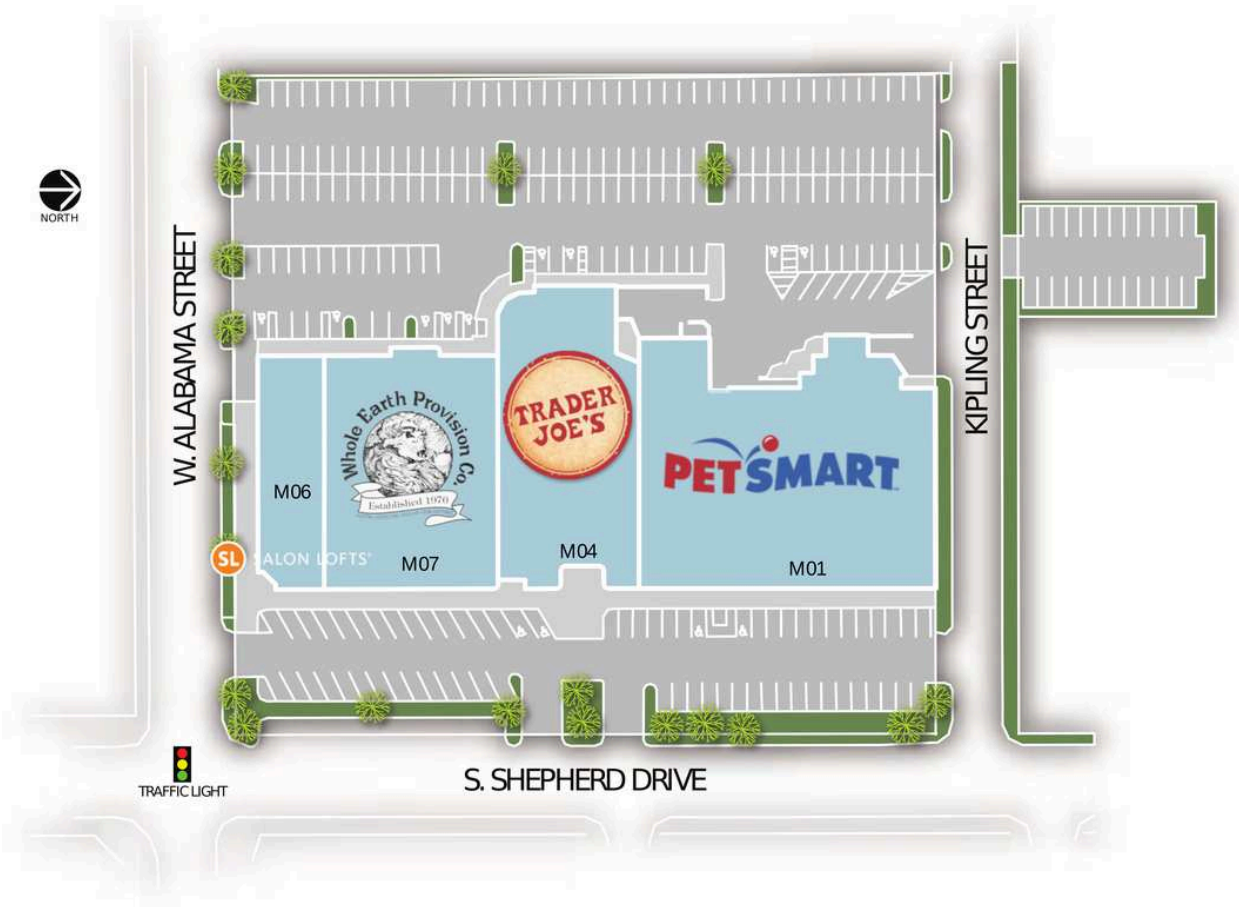 NORTH
W. ALABAMA STREET
KIPLING STREET
Whole Earth Provision Co.
Established 1970
TRADER
JOE'S
PETSMART
M06
M07
M04
M01
SL
SALON LOFTS
TRAFFIC LIGHT
S. SHEPHERD DRIVE